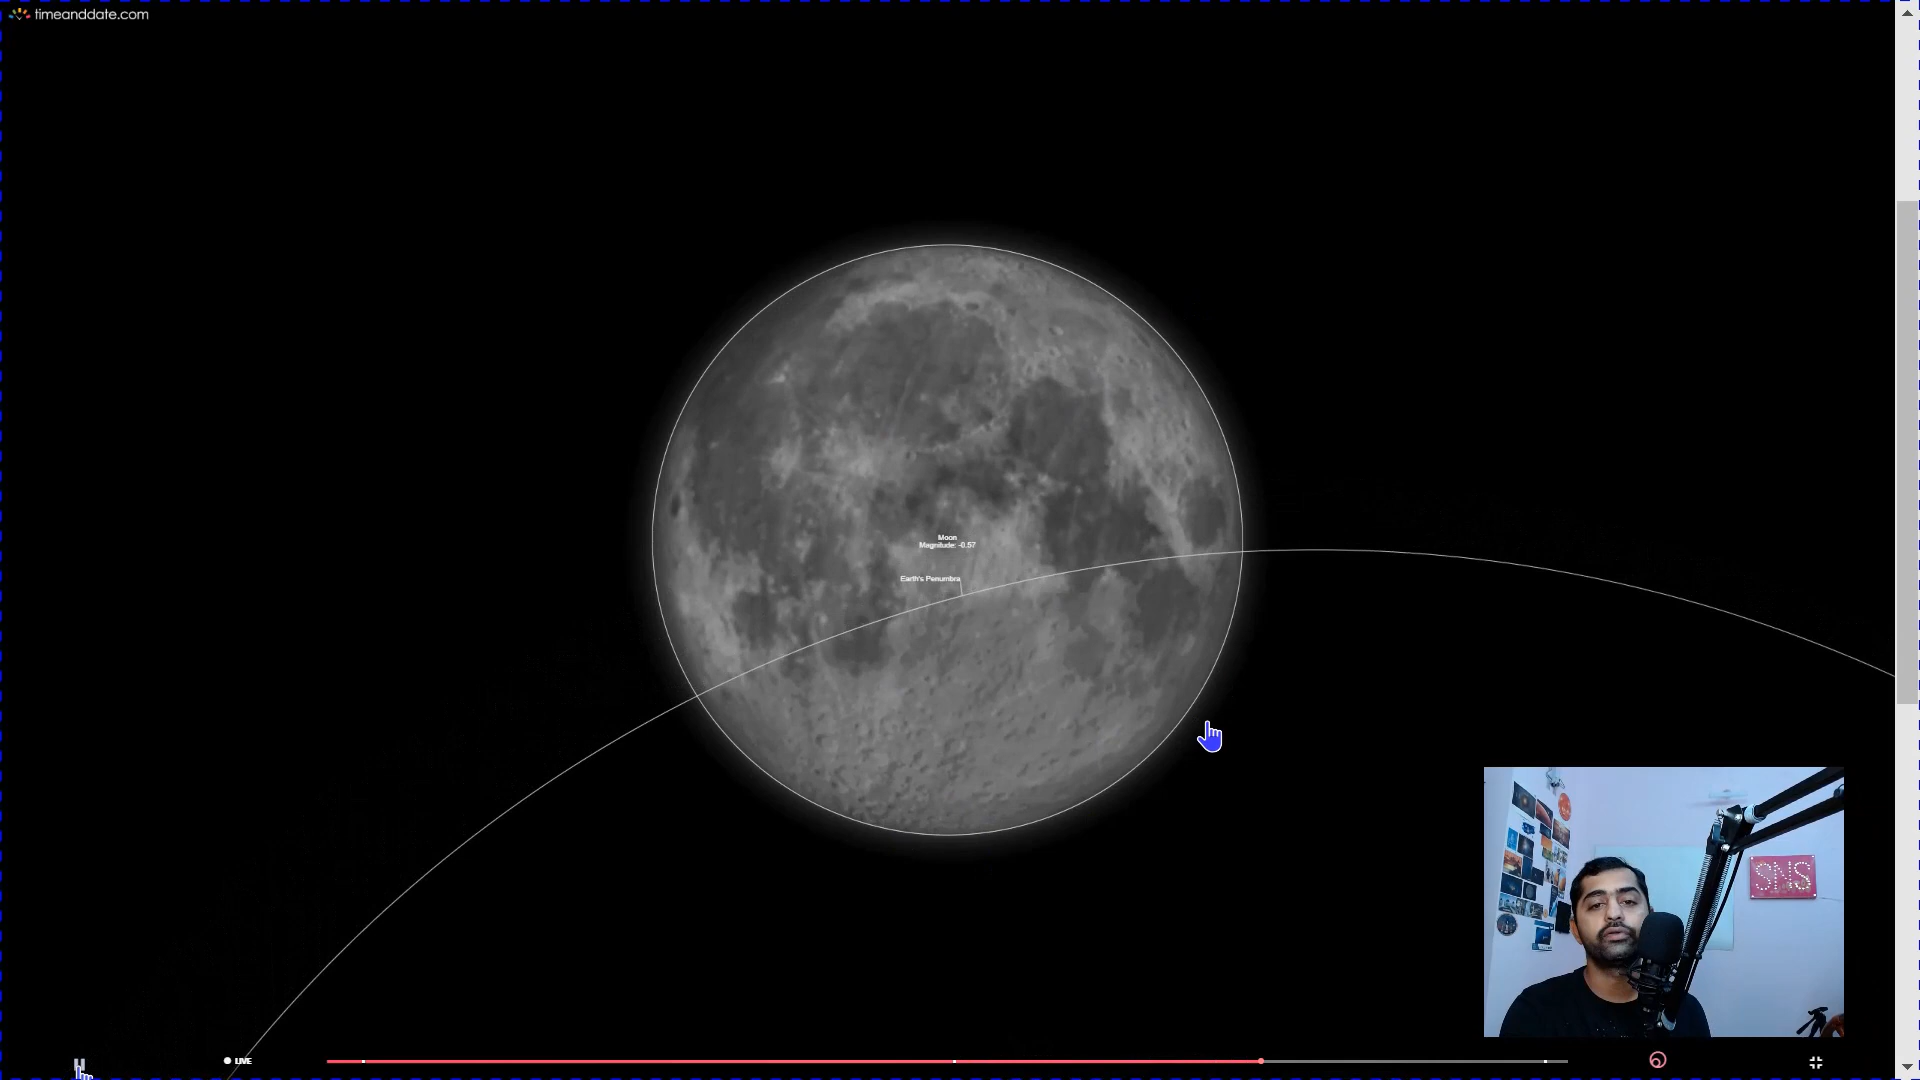 timeanddate.com
Moon
Magnitude: -0.57
Earth's Penumbra
SNS
LIVE